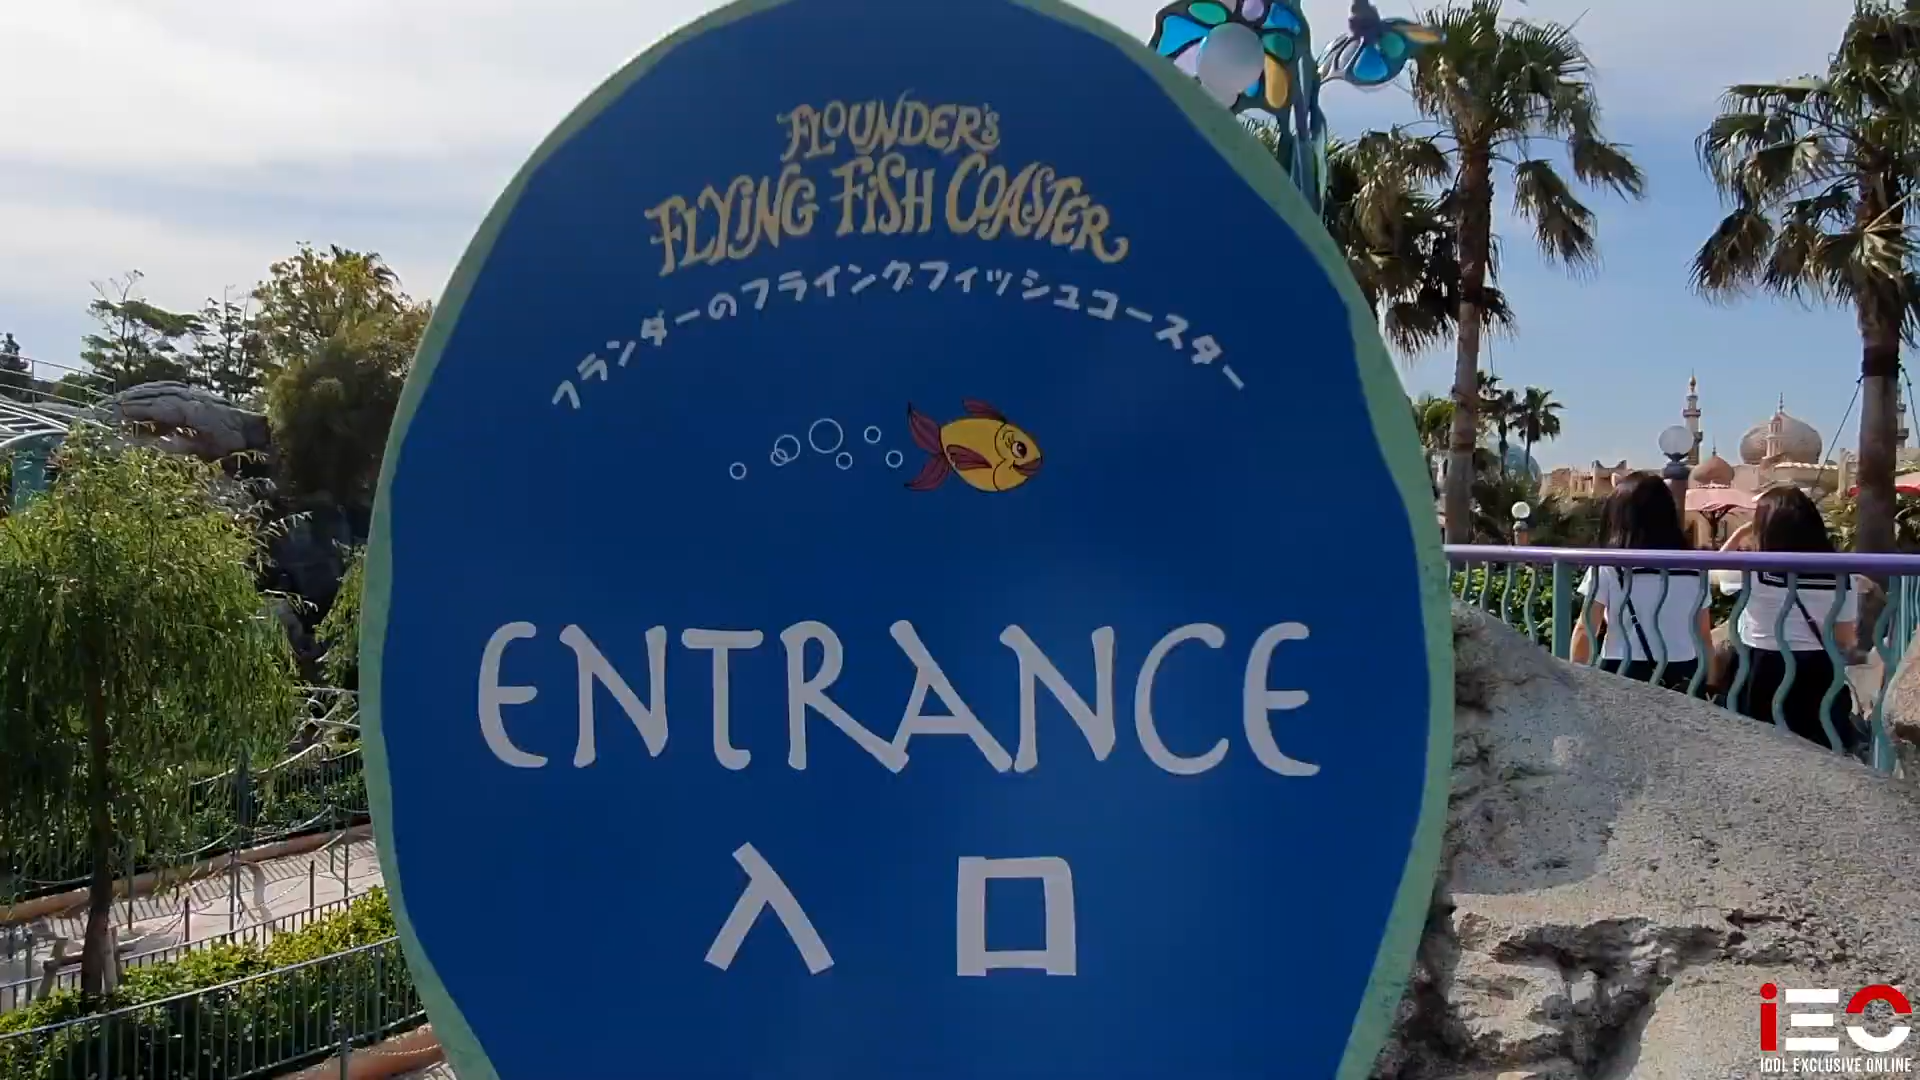 FLOUNDER'S
FLYING FISH COASTER
フランダーのフライングフィッシュコースター
ENTRANCE
入口
iEO
IDOL EXCLUSIVE ONLINE